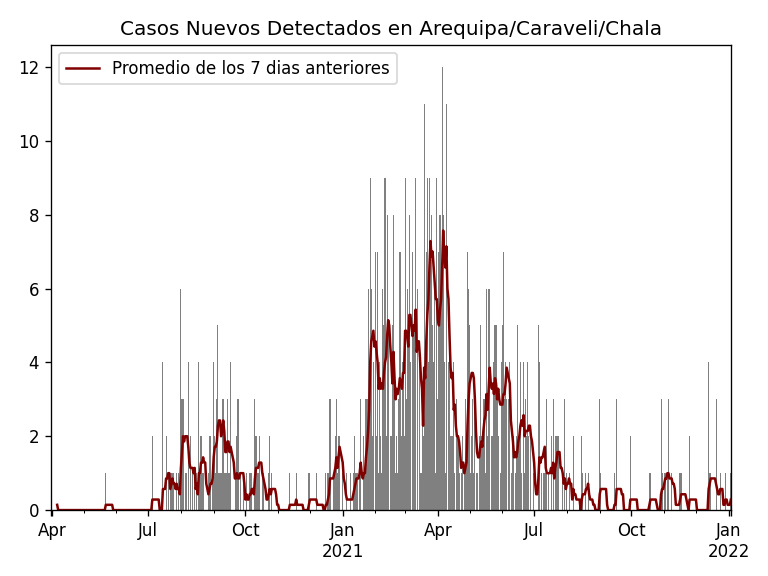 Casos Nuevos Detectados en Arequipa/Caraveli/Chala
Promedio de los 7 dias anteriores
12
10
8
6
4
2
0
Apr Jul Oct Jan Apr Jul Oct Jan
2021 2022